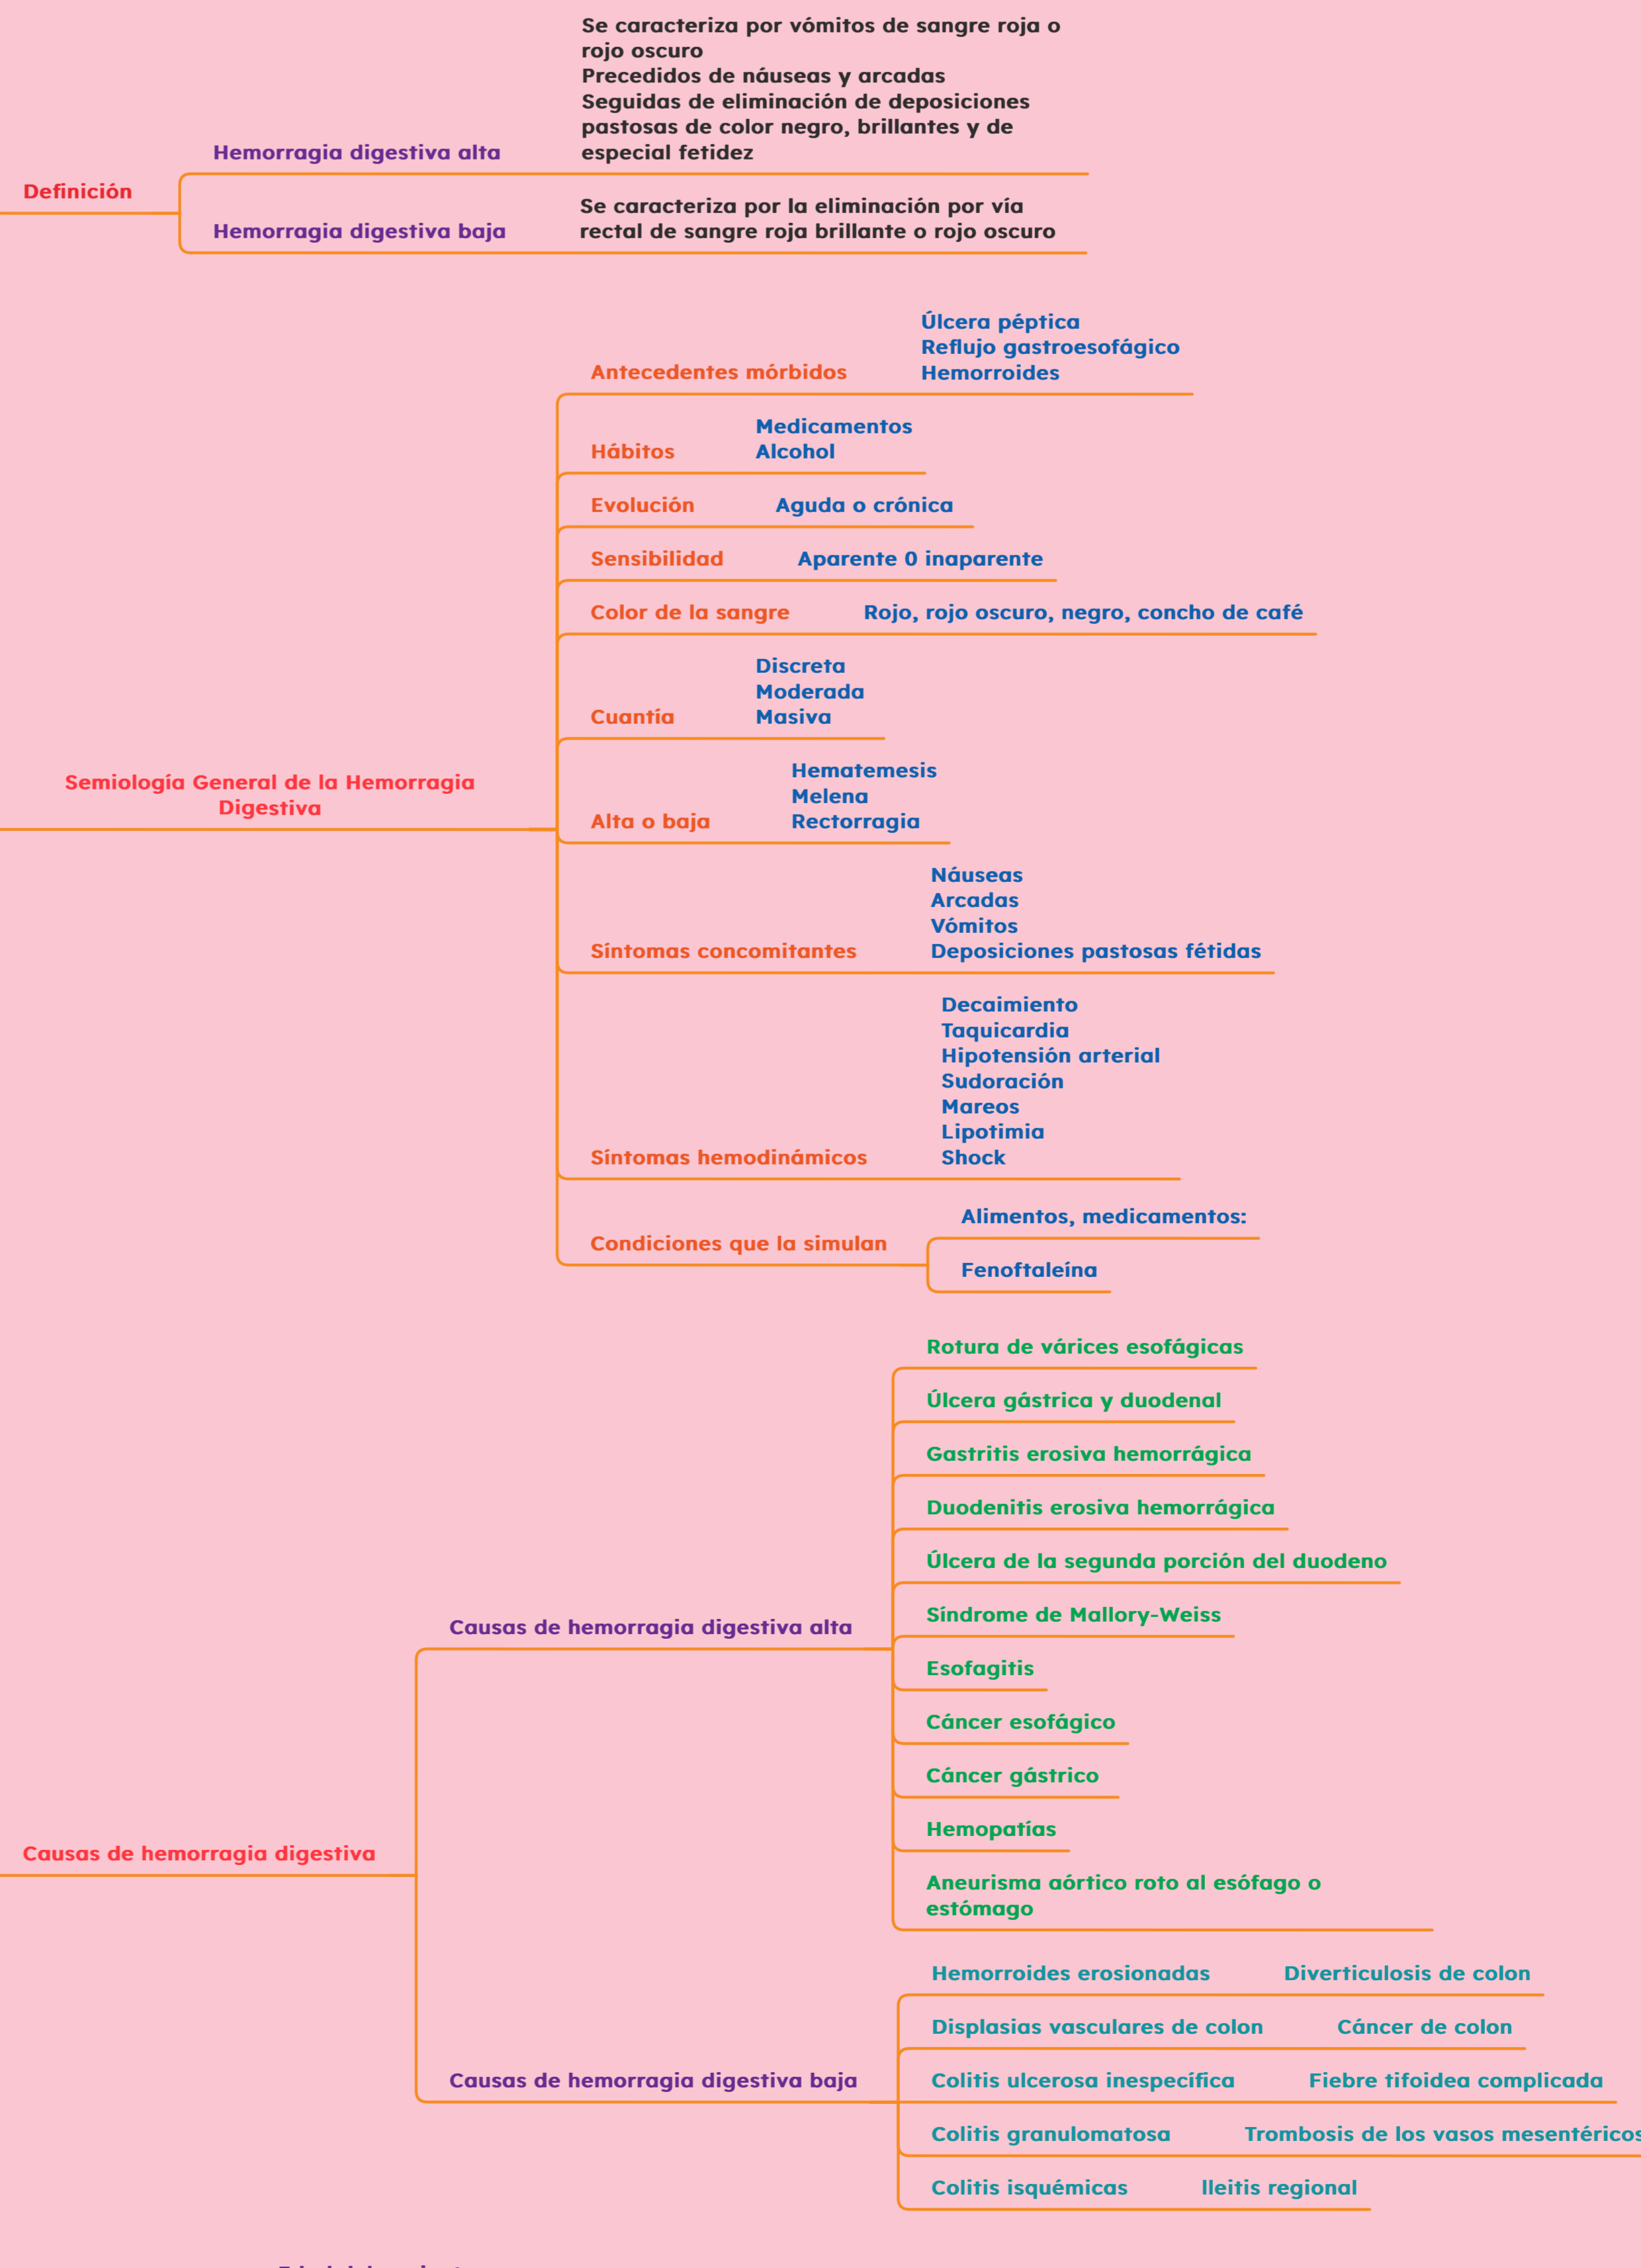 Definición
Hemorragia digestiva alta
Se caracteriza por vómitos de sangre roja o
rojo oscuro
Precedidos de náuseas y arcadas
Seguidas de eliminación de deposiciones
pastosas de color negro, brillantes y de
especial fetidez
Hemorragia digestiva baja
Se caracteriza por la eliminación por vía
rectal de sangre roja brillante o rojo oscuro
Semiología General de la Hemorragia
Digestiva
Antecedentes mórbidos
Úlcera péptica
Reflujo gastroesofágico
Hemorroides
Hábitos
Medicamentos
Alcohol
Evolución
Aguda o crónica
Sensibilidad
Aparente 0 inaparente
Color de la sangre
Rojo, rojo oscuro, negro, concho de café
Cuantía
Discreta
Moderada
Masiva
Alta o baja
Hematemesis
Melena
Rectorragia
Síntomas concomitantes
Náuseas
Arcadas
Vómitos
Deposiciones pastosas fétidas
Síntomas hemodinámicos
Decaimiento
Taquicardia
Hipotensión arterial
Sudoración
Mareos
Lipotimia
Shock
Condiciones que la simulan
Alimentos, medicamentos:
Fenoftaleína
Causas de hemorragia digestiva
Causas de hemorragia digestiva alta
Rotura de várices esofágicas
Úlcera gástrica y duodenal
Gastritis erosiva hemorrágica
Duodenitis erosiva hemorrágica
Úlcera de la segunda porción del duodeno
Síndrome de Mallory-Weiss
Esofagitis
Cáncer esofágico
Cáncer gástrico
Hemopatías
Aneurisma aórtico roto al esófago o
estómago
Causas de hemorragia digestiva baja
Hemorroides erosionadas
Diverticulosis de colon
Displasias vasculares de colon
Cáncer de colon
Colitis ulcerosa inespecífica
Fiebre tifoidea complicada
Colitis granulomatosa
Trombosis de los vasos mesentéricos
Colitis isquémicas
lleitis regional